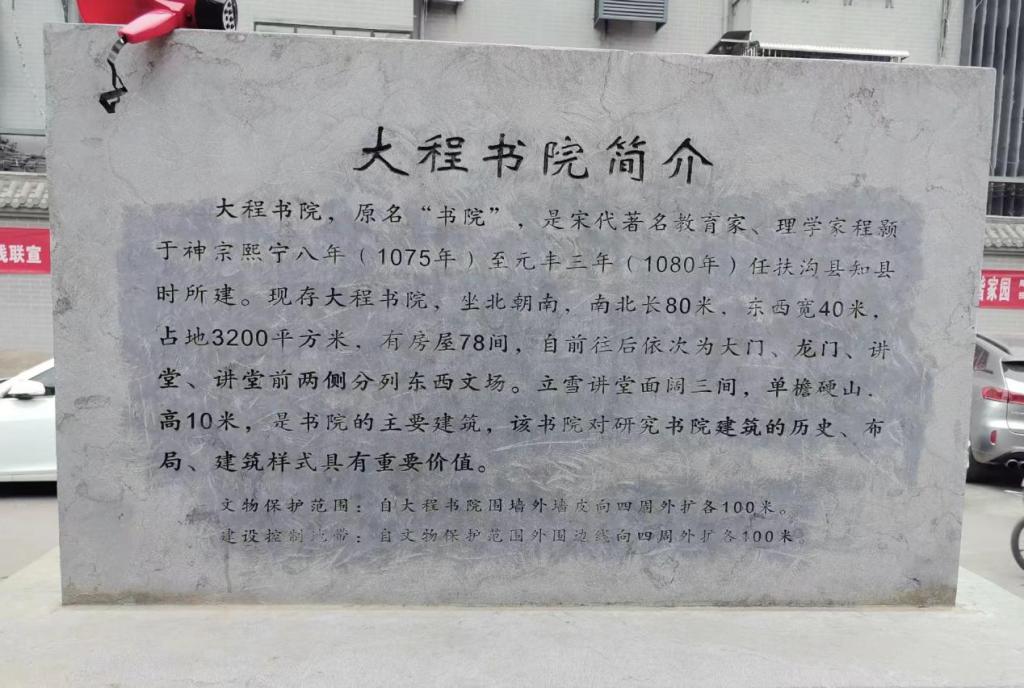 大程书院简介
大程书院，原名“书院”，是宋代著名教育家、理学家程颢
于神宗熙宁八年（1075年）至元丰三年（1080年）任扶沟县知县
时所建。现存大程书院，坐北朝南，南北长80米．东西宽40米，
占地3200平方米．有房屋78间，自前往后依次为大门、龙门、讲
堂、讲堂前两侧分列东西文场。立雪讲堂面阔三间，单檐硬山．
高10米，是书院的主要建筑，该书院对研究书院建筑的历史、布
局、建筑样式具有重要价值。
文物保护范围：自大程书院围墙外墙皮向四周外扩各100米。
建设控制地带：自文物保护范围外围边线向四周外扩各100米。
线联宣
家园